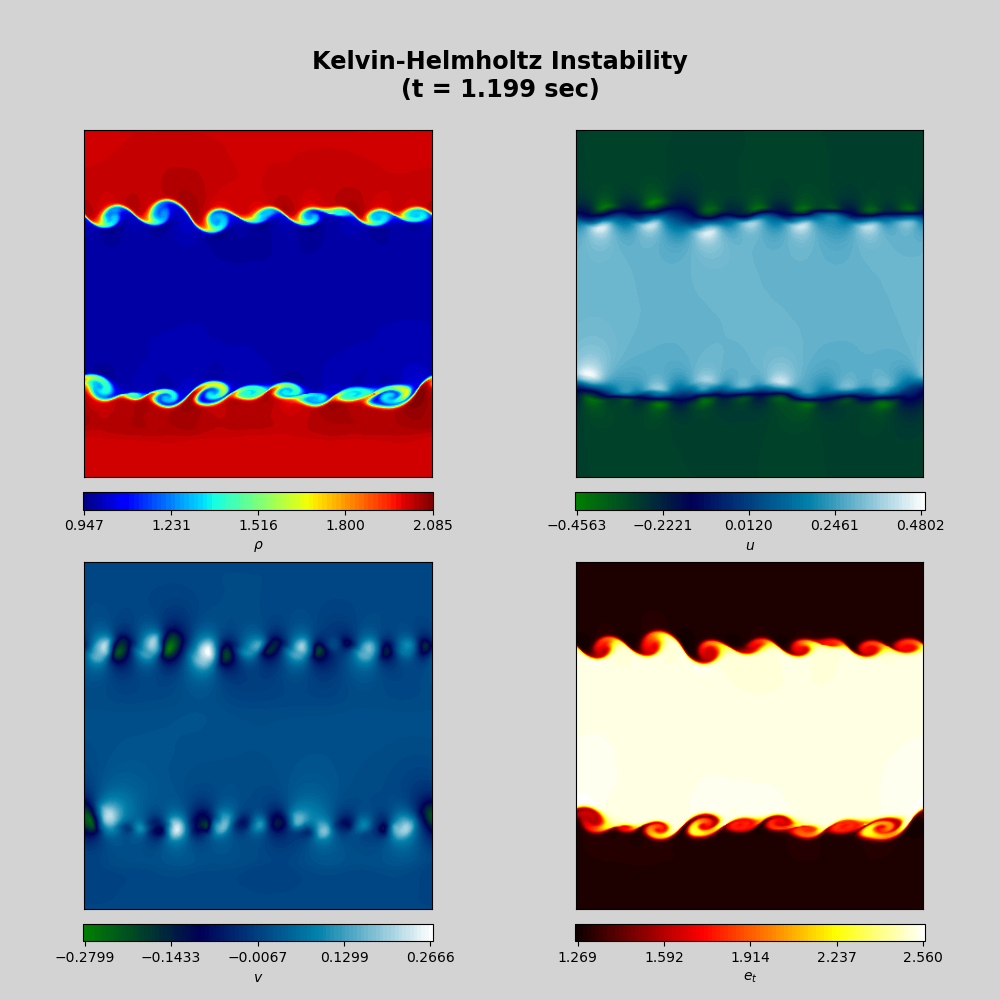 Kelvin-Helmholtz Instability
(t = 1.199 sec)
0.947 1.231 1.516 1.800 2.085
ρ
−0.4563 −0.2221 0.0120 0.2461 0.4802
u
−0.2799 −0.1433 −0.0067 0.1299 0.2666
v
1.269 1.592 1.914 2.237 2.560
e_t